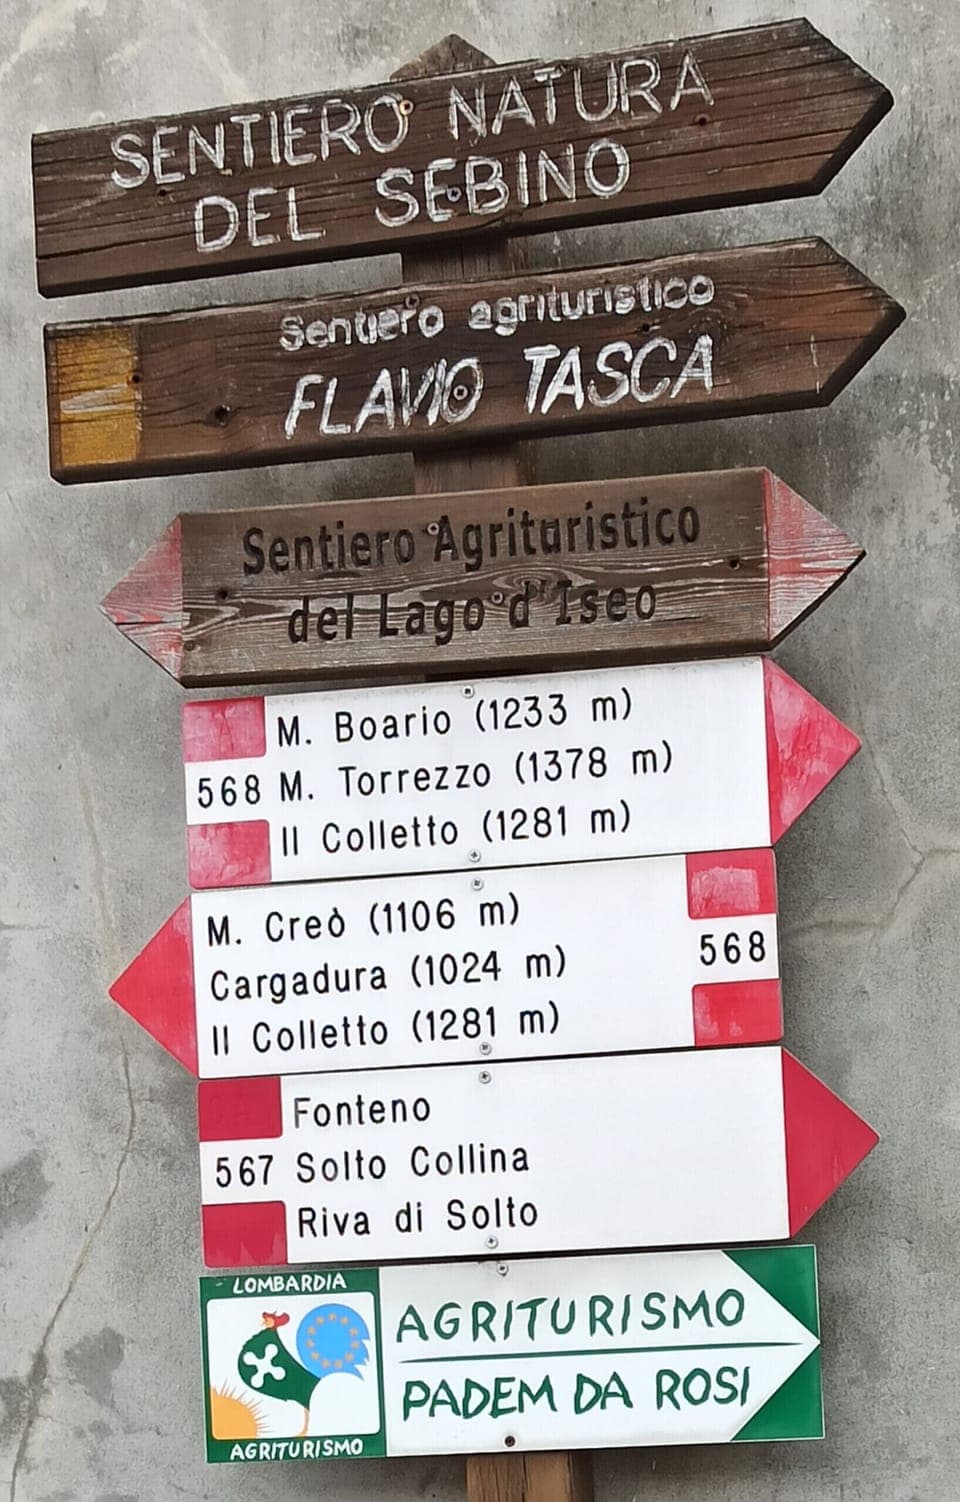 SENTIERO NATURA
DEL SEBINO
Sentiero agrituristico
FLAVIO TASCA
Sentiero Agrituristico
del Lago d'Iseo
M. Boario (1233 m)
568 M. Torrezzo (1378 m)
Il Colletto (1281 m)
M. Creò (1106 m)
Cargadura (1024 m)
568
Il Colletto (1281 m)
Fonteno
567 Solto Collina
Riva di Solto
LOMBARDIA
AGRITURISMO
AGRITURISMO
PADEM DA ROSI